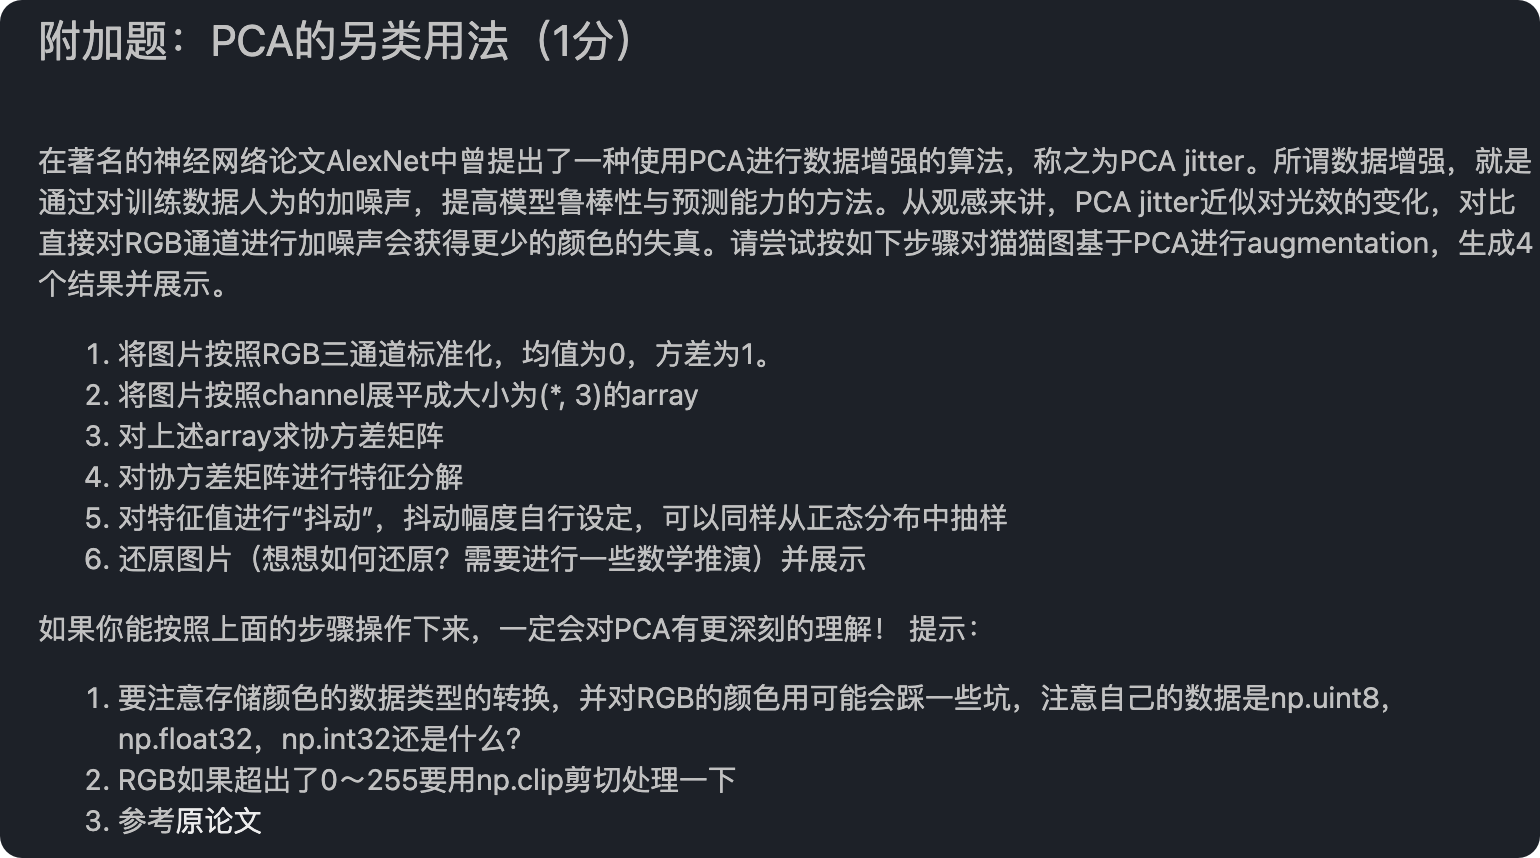 附加题：PCA的另类用法（1分）
在著名的神经网络论文AlexNet中曾提出了一种使用PCA进行数据增强的算法，称之为PCA jitter。所谓数据增强，就是
通过对训练数据人为的加噪声，提高模型鲁棒性与预测能力的方法。从观感来讲，PCA jitter近似对光效的变化，对比
直接对RGB通道进行加噪声会获得更少的颜色的失真。请尝试按如下步骤对猫猫图基于PCA进行augmentation，生成4
个结果并展示。
1. 将图片按照RGB三通道标准化，均值为0，方差为1。
2. 将图片按照channel展平成大小为(*, 3)的array
3. 对上述array求协方差矩阵
4. 对协方差矩阵进行特征分解
5. 对特征值进行“抖动”，抖动幅度自行设定，可以同样从正态分布中抽样
6. 还原图片（想想如何还原？需要进行一些数学推演）并展示
如果你能按照上面的步骤操作下来，一定会对PCA有更深刻的理解！ 提示：
1. 要注意存储颜色的数据类型的转换，并对RGB的颜色用可能会踩一些坑，注意自己的数据是np.uint8，
np.float32，np.int32还是什么？
2. RGB如果超出了0～255要用np.clip剪切处理一下
3. 参考原论文